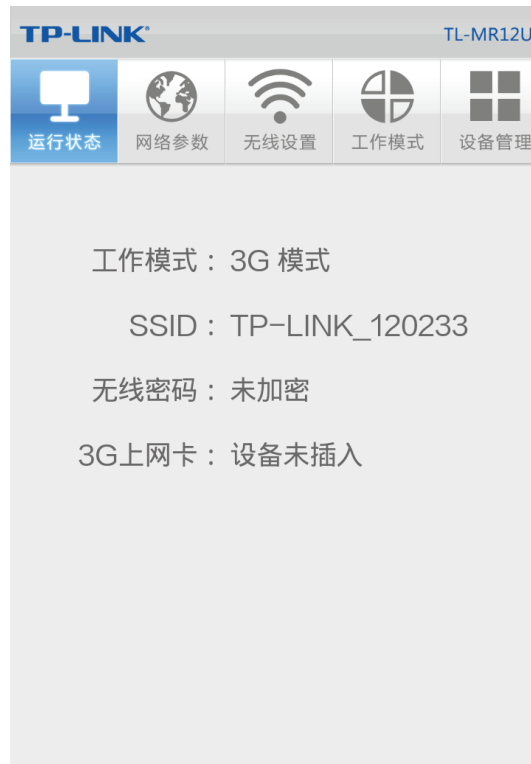 TP-LINK®
TL-MR12U
运行状态 网络参数 无线设置 工作模式 设备管理
工作模式： 3G 模式
SSID： TP-LINK_120233
无线密码： 未加密
3G上网卡： 设备未插入